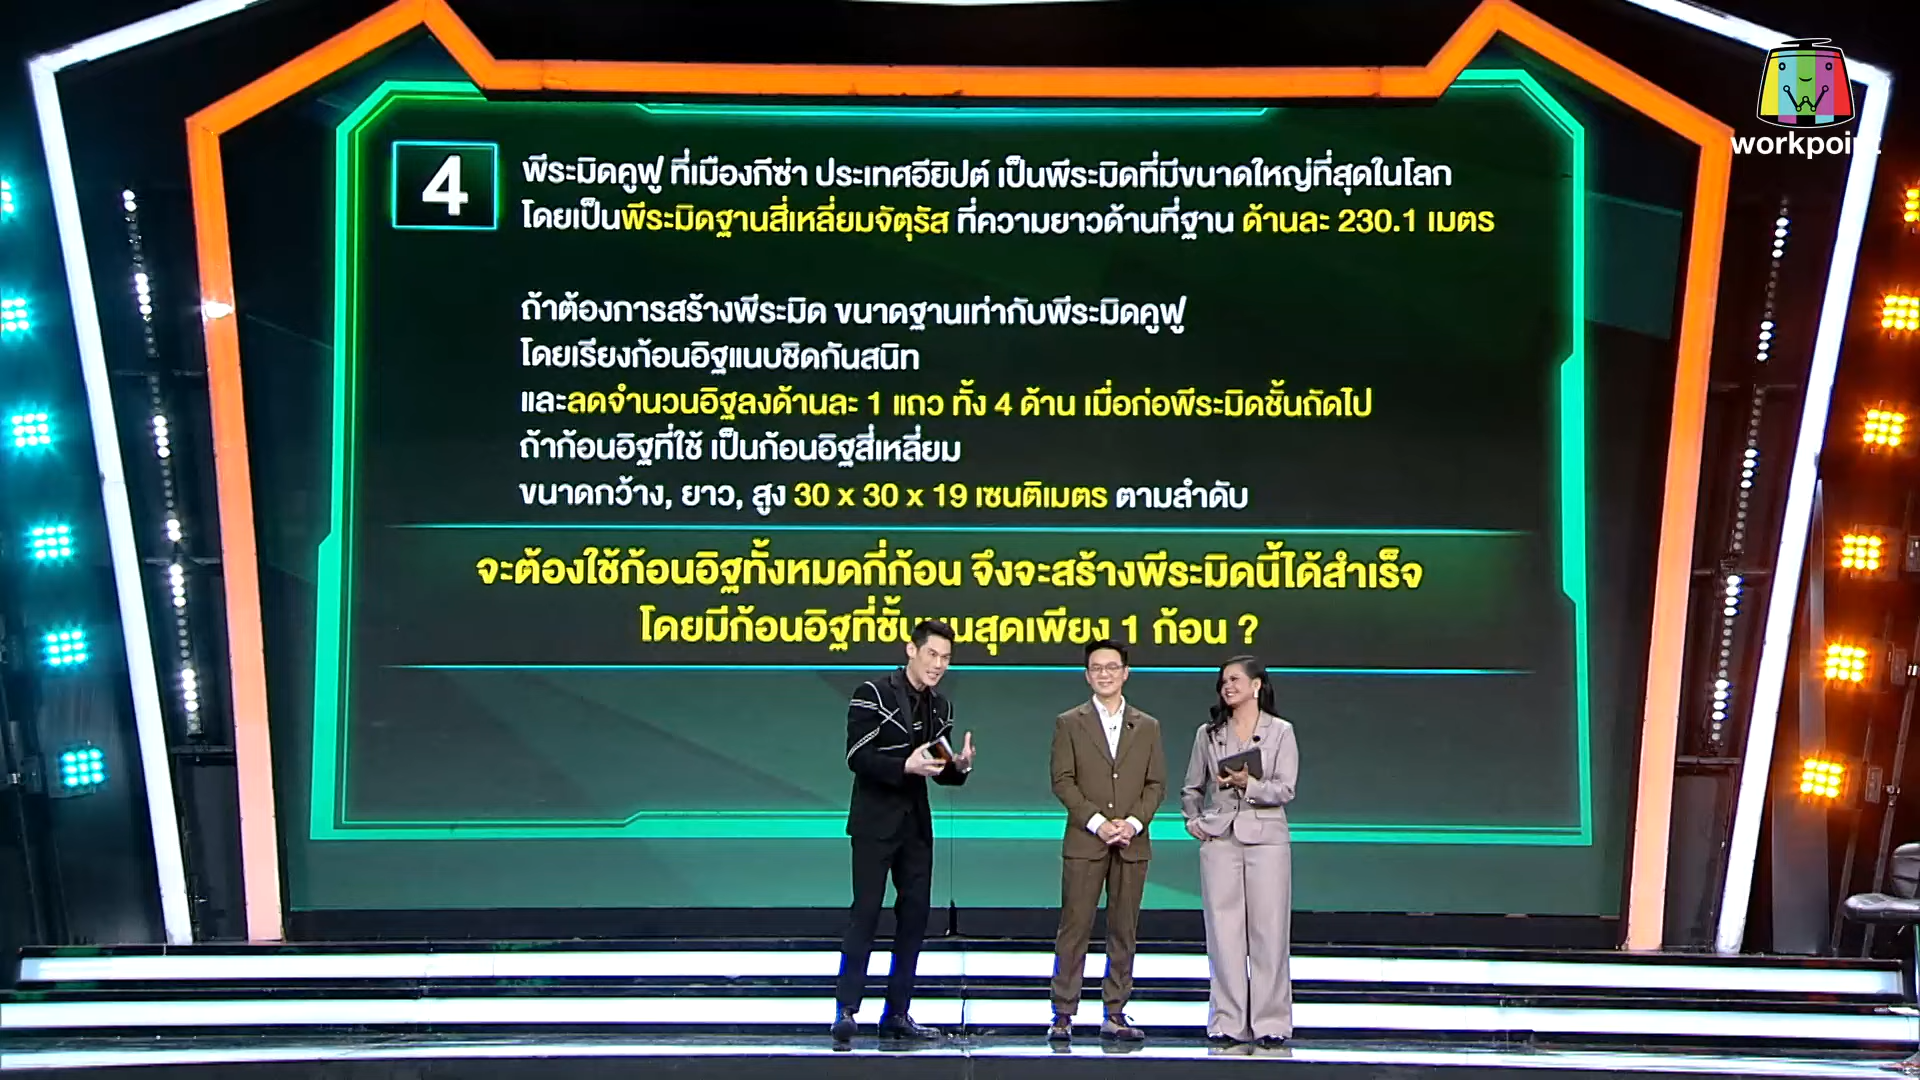 workpoint
4
พีระมิดคูฟู ที่เมืองกีซ่า ประเทศอียิปต์ เป็นพีระมิดที่มีขนาดใหญ่ที่สุดในโลก
โดยเป็นพีระมิดฐานสี่เหลี่ยมจัตุรัส ที่ความยาวด้านที่ฐาน ด้านละ 230.1 เมตร
ถ้าต้องการสร้างพีระมิด ขนาดฐานเท่ากับพีระมิดคูฟู
โดยเรียงก้อนอิฐแนบชิดกันสนิท
และลดจำนวนอิฐลงด้านละ 1 แถว ทั้ง 4 ด้าน เมื่อก่อพีระมิดชั้นถัดไป
ถ้าก้อนอิฐที่ใช้ เป็นก้อนอิฐสี่เหลี่ยม
ขนาดกว้าง, ยาว, สูง 30 x 30 x 19 เซนติเมตร ตามลำดับ
จะต้องใช้ก้อนอิฐทั้งหมดกี่ก้อน จึงจะสร้างพีระมิดนี้ได้สำเร็จ
โดยมีก้อนอิฐที่ชั้นบนสุดเพียง 1 ก้อน ?